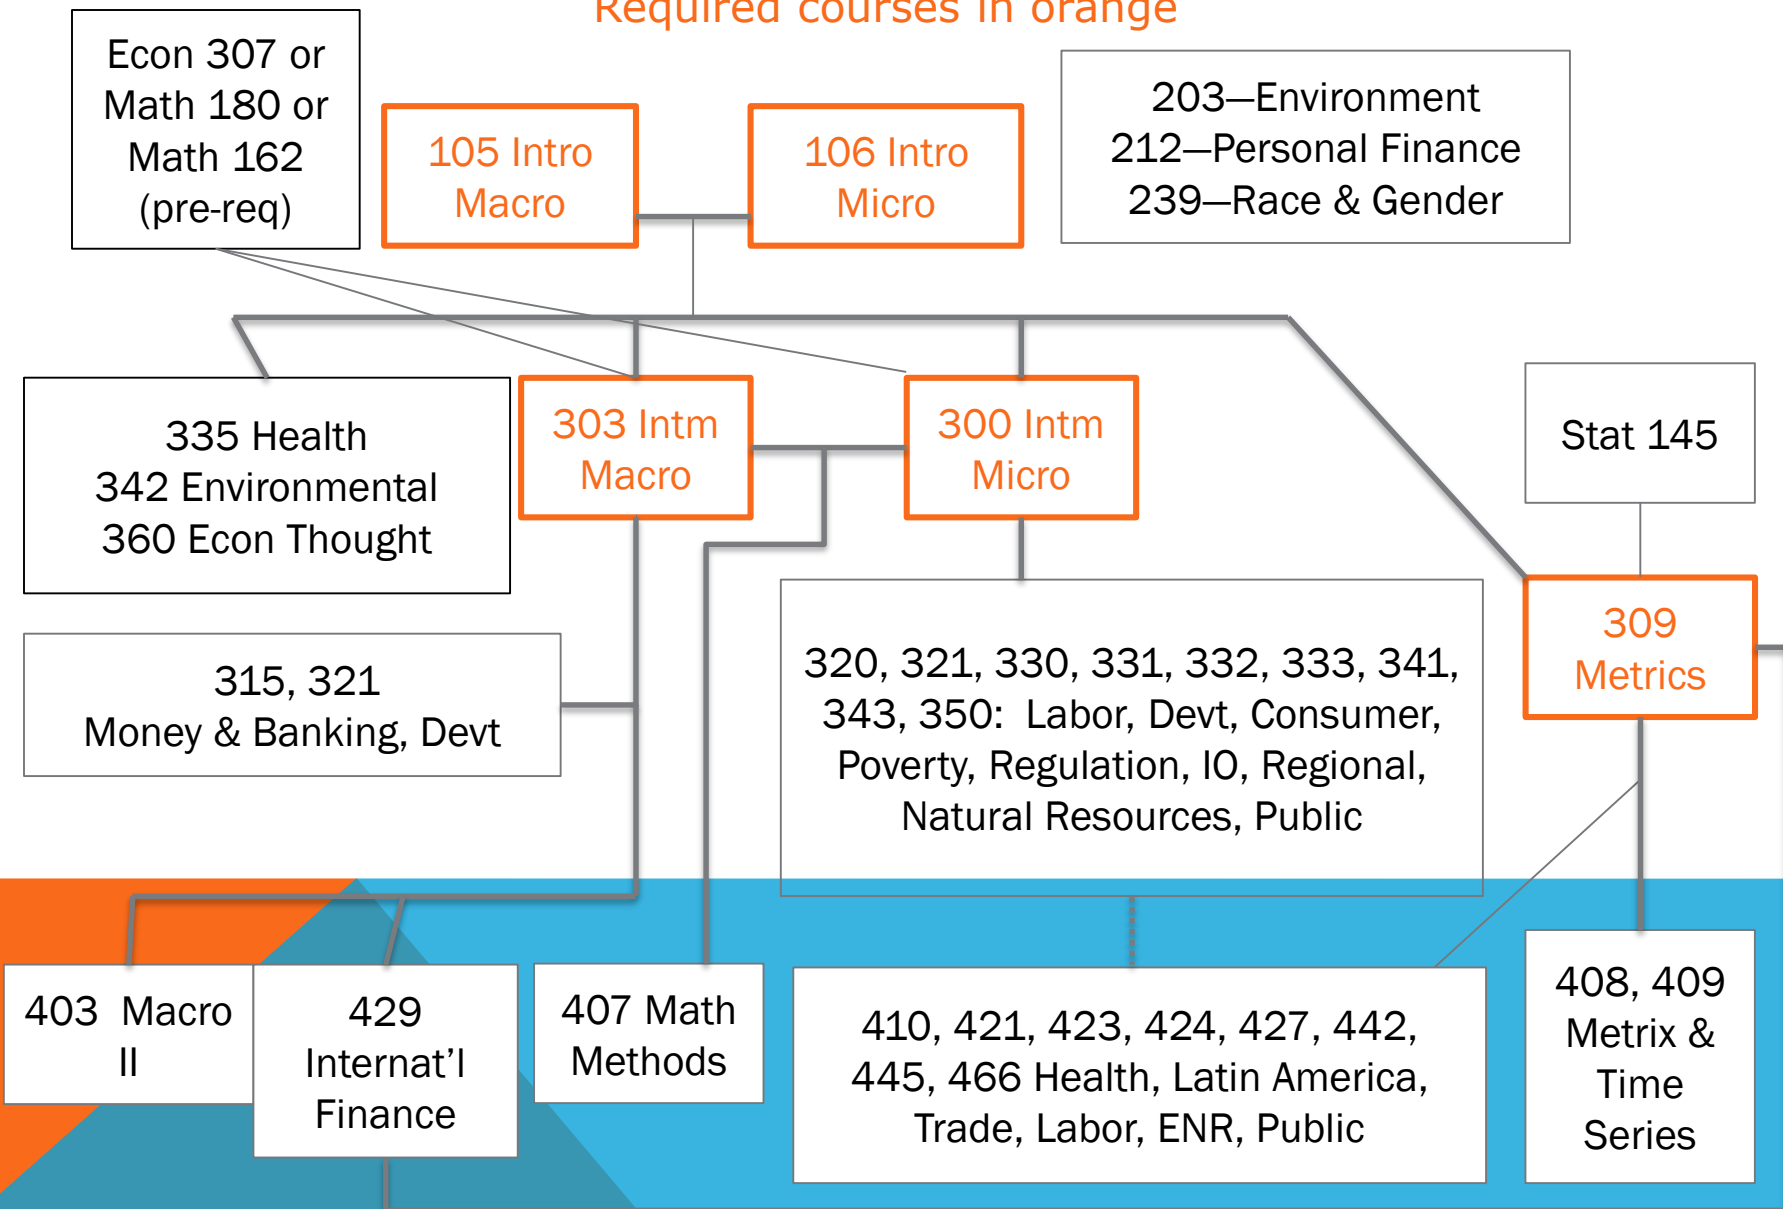 Required courses in orange
Econ 307 or
Math 180 or
Math 162
(pre-req)
105 Intro
Macro
106 Intro
Micro
203—Environment
212—Personal Finance
239—Race & Gender
335 Health
342 Environmental
360 Econ Thought
303 Intm
Macro
300 Intm
Micro
Stat 145
315, 321
Money & Banking, Devt
320, 321, 330, 331, 332, 333, 341,
343, 350:  Labor, Devt, Consumer,
Poverty, Regulation, IO, Regional,
Natural Resources, Public
309
Metrics
403  Macro
II
429
Internat’l
Finance
407 Math
Methods
410, 421, 423, 424, 427, 442,
445, 466 Health, Latin America,
Trade, Labor, ENR, Public
408, 409
Metrix &
Time
Series